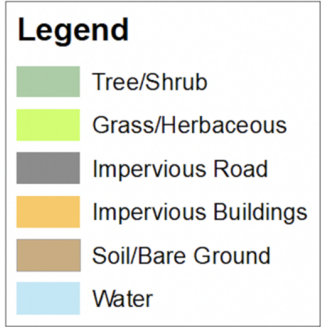 Legend
Tree/Shrub
Grass/Herbaceous
Impervious Road
Impervious Buildings
Soil/Bare Ground
Water